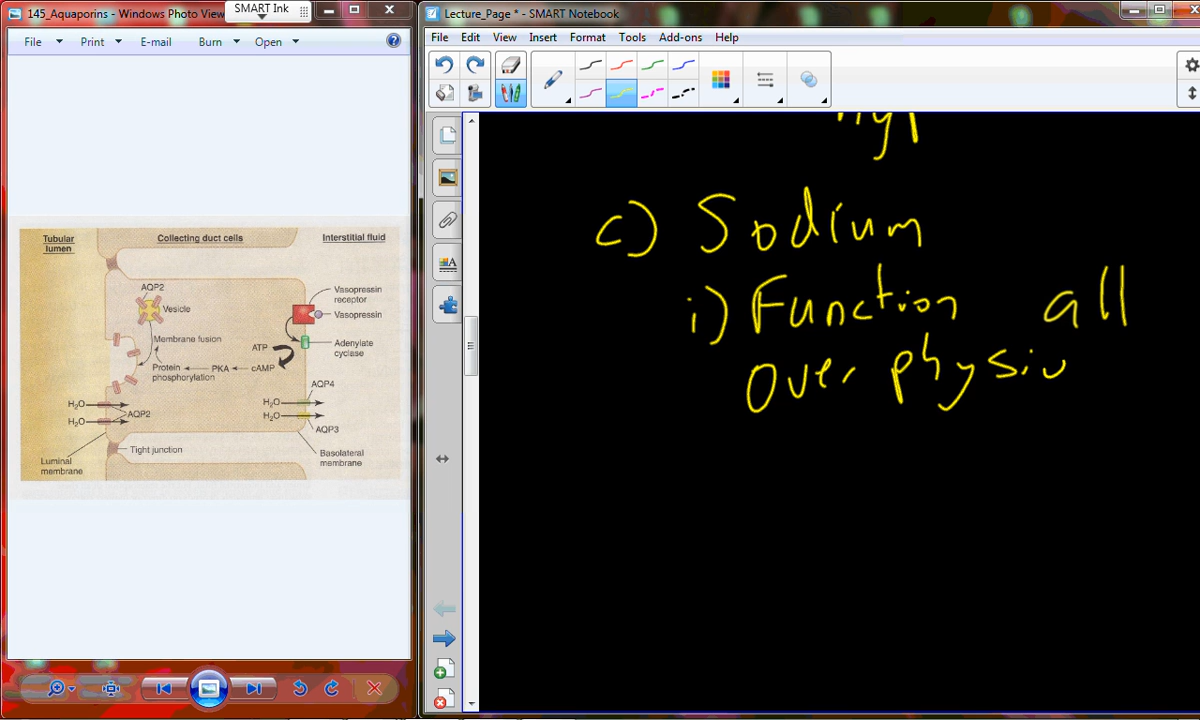 145_Aquaporins - Windows Photo View
SMART Ink
File Print E-mail Burn Open
Tubular
lumen
Collecting duct cells
Interstitial fluid
AQP2
Vesicle
Membrane fusion
Protein
phosphorylation
PKA
cAMP
ATP
Vasopressin
receptor
Vasopressin
Adenylate
cyclase
AQP4
H₂O
H₂O
AQP3
H₂O
H₂O
AQP2
Tight junction
Luminal
membrane
Basolateral
membrane
Lecture_Page * - SMART Notebook
File Edit View Insert Format Tools Add-ons Help
c) Sodium
i) Function all
over physio